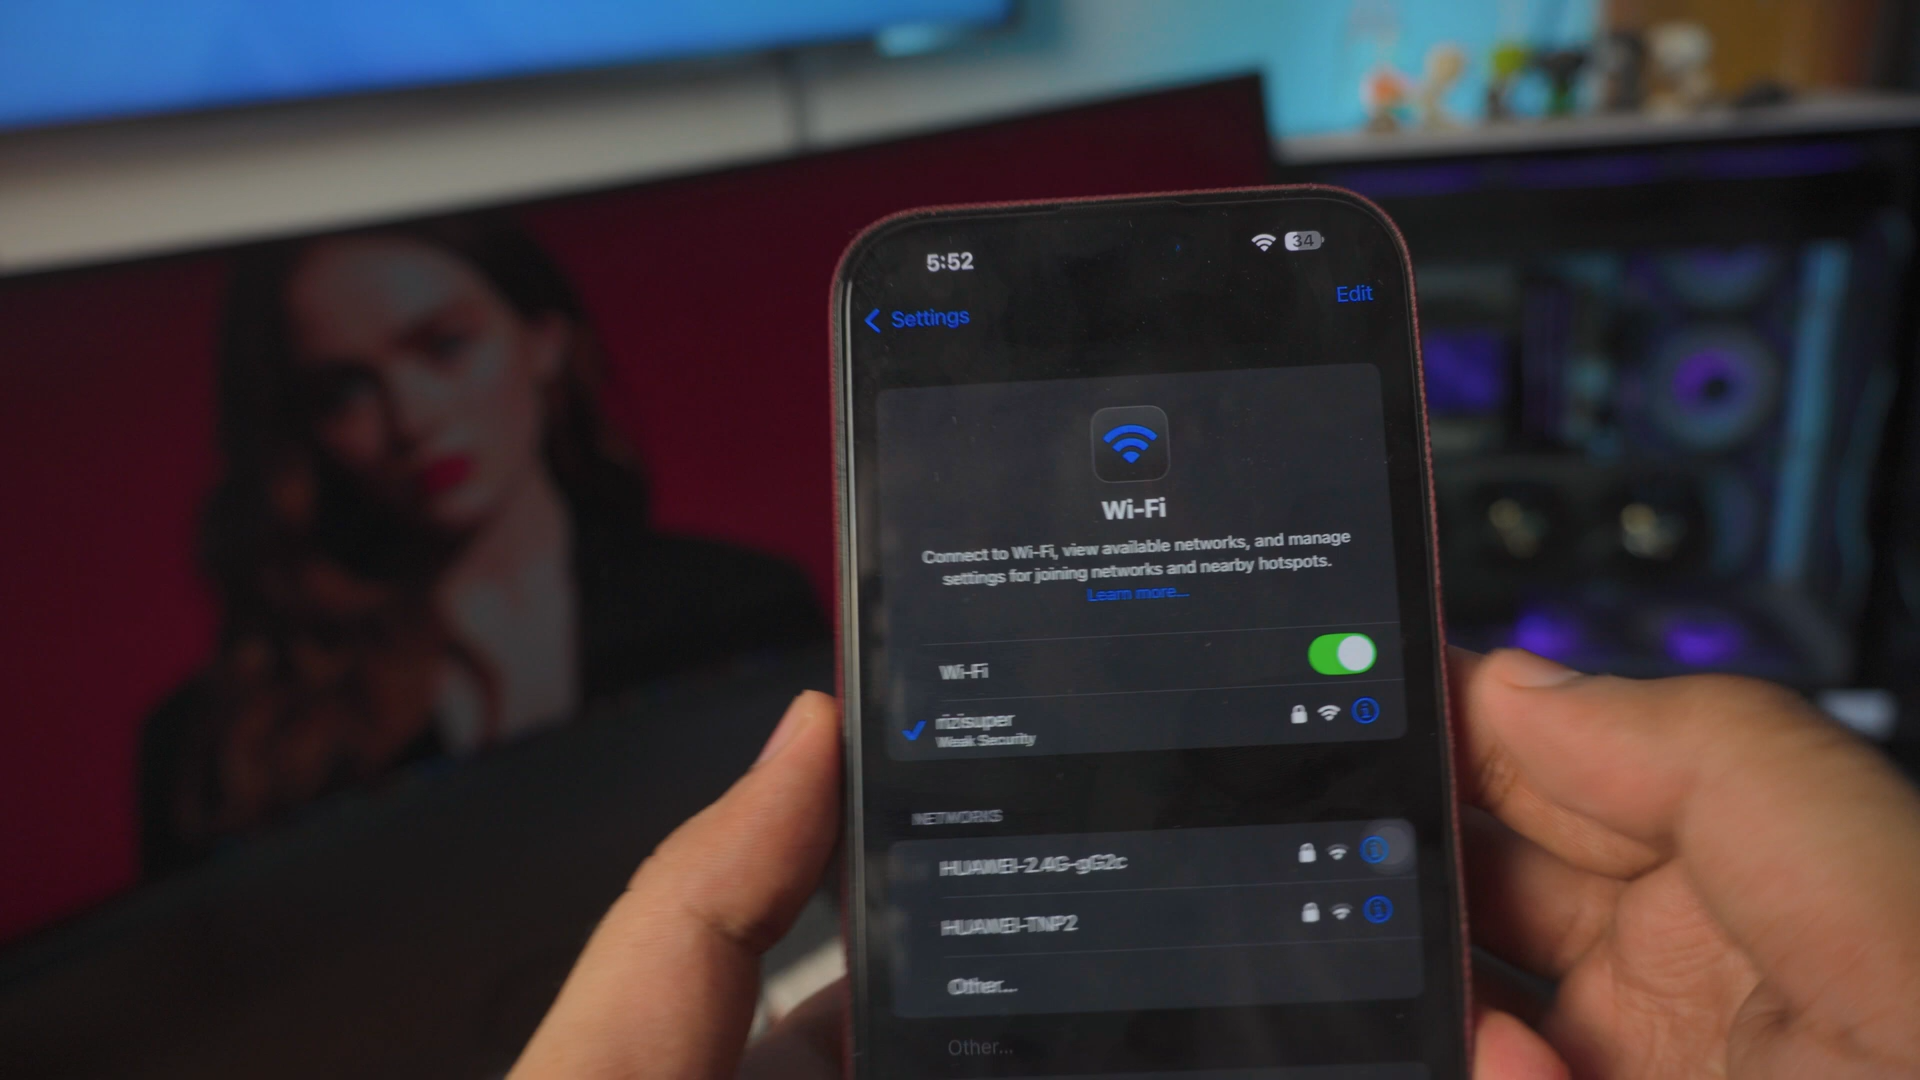 5:52
34
Settings
Edit
Wi-Fi
Connect to Wi-Fi, view available networks, and manage
settings for joining networks and nearby hotspots.
Learn more...
Wi-Fi
rizisuper
Weak Security
NETWORKS
HUAWEI-2.4G-gG2c
HUAWEI-TNP2
Other...
Other...